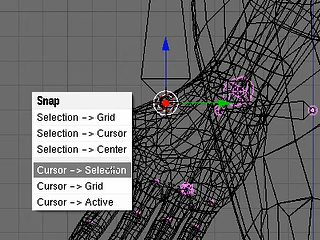 Snap
Selection -> Grid
Selection -> Cursor
Selection -> Center
Cursor -> Selection
Cursor -> Grid
Cursor -> Active